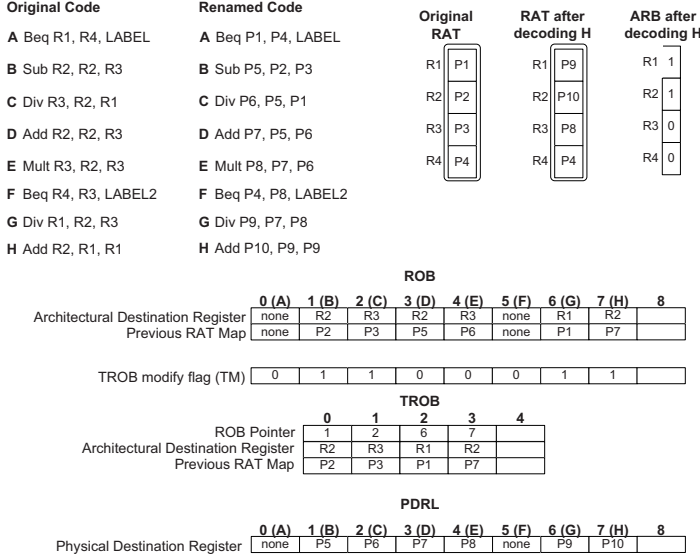 Original Code
A Beq R1, R4, LABEL
B Sub R2, R2, R3
C Div R3, R2, R1
D Add R2, R2, R3
E Mult R3, R2, R3
F Beq R4, R3, LABEL2
G Div R1, R2, R3
H Add R2, R1, R1
Renamed Code
A Beq P1, P4, LABEL
B Sub P5, P2, P3
C Div P6, P5, P1
D Add P7, P5, P6
E Mult P8, P7, P6
F Beq P4, P8, LABEL2
G Div P9, P7, P8
H Add P10, P9, P9
Original
RAT
R1 P1
R2 P2
R3 P3
R4 P4
RAT after
decoding H
R1 P9
R2 P10
R3 P8
R4 P4
ARB after
decoding H
R1 1
R2 1
R3 0
R4 0
ROB
0 (A) 1 (B) 2 (C) 3 (D) 4 (E) 5 (F) 6 (G) 7 (H) 8
Architectural Destination Register none R2 R3 R2 R3 none R1 R2
Previous RAT Map none P2 P3 P5 P6 none P1 P7
TROB modify flag (TM) 0 1 1 0 0 0 1 1
TROB
0 1 2 3 4
ROB Pointer 1 2 6 7
Architectural Destination Register R2 R3 R1 R2
Previous RAT Map P2 P3 P1 P7
PDRL
0 (A) 1 (B) 2 (C) 3 (D) 4 (E) 5 (F) 6 (G) 7 (H) 8
Physical Destination Register none P5 P6 P7 P8 none P9 P10